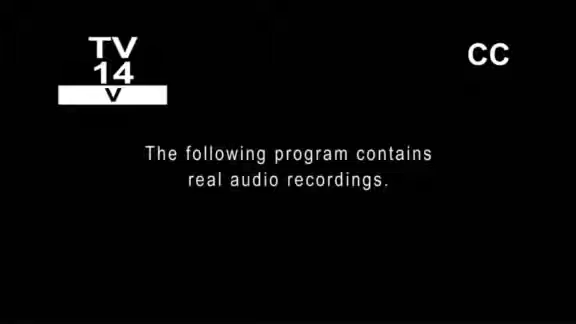 TV
14
V
CC
The following program contains
real audio recordings.